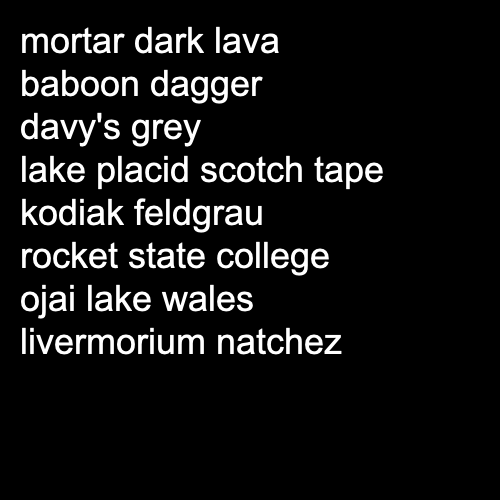 mortar dark lava
baboon dagger
davy's grey
lake placid scotch tape
kodiak feldgrau
rocket state college
ojai lake wales
livermorium natchez